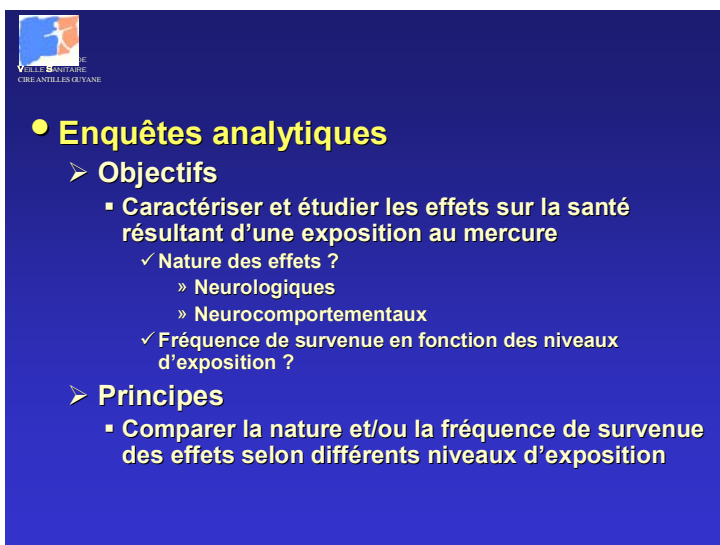 DE
VEILLE SANITAIRE
CIRE ANTILLES GUYANE
• Enquêtes analytiques
➢ Objectifs
▪ Caractériser et étudier les effets sur la santé
résultant d’une exposition au mercure
✓ Nature des effets ?
» Neurologiques
» Neurocomportementaux
✓ Fréquence de survenue en fonction des niveaux
d’exposition ?
➢ Principes
▪ Comparer la nature et/ou la fréquence de survenue
des effets selon différents niveaux d’exposition